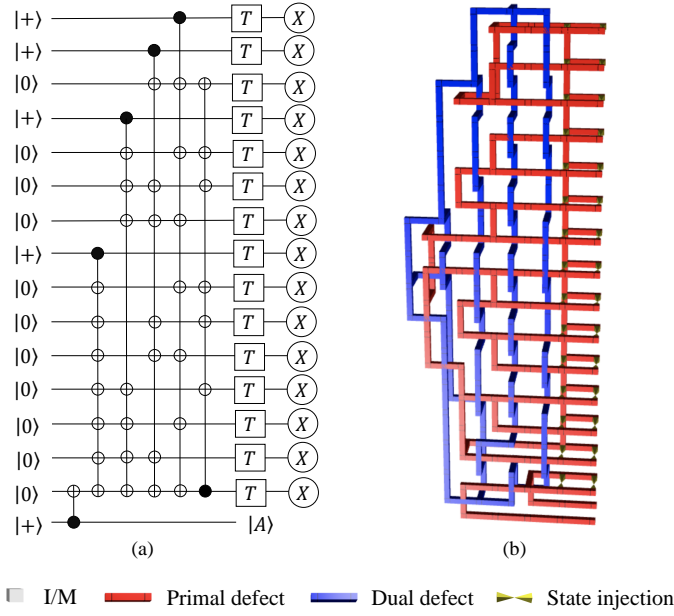 |+⟩ T X
|+⟩ T X
|0⟩ T X
|+⟩ T X
|0⟩ T X
|0⟩ T X
|0⟩ T X
|+⟩ T X
|0⟩ T X
|0⟩ T X
|0⟩ T X
|0⟩ T X
|0⟩ T X
|0⟩ T X
|0⟩ T X
|+⟩ |A⟩
(a) (b)
I/M Primal defect Dual defect State injection